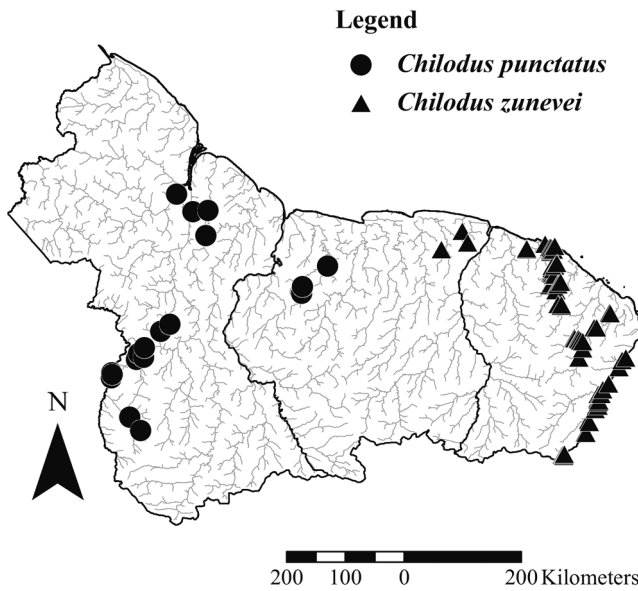 Legend
Chilodus punctatus
Chilodus zunevei
N
200 100 0 200 Kilometers